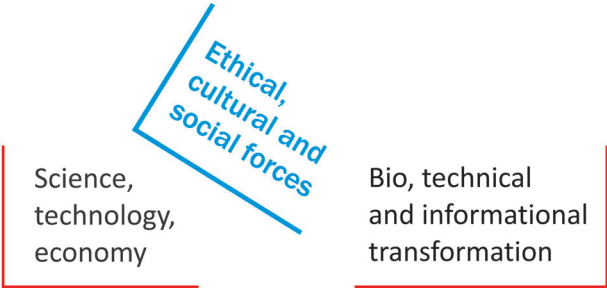 Ethical,
cultural and
social forces
Science,
technology,
economy
Bio, technical
and informational
transformation